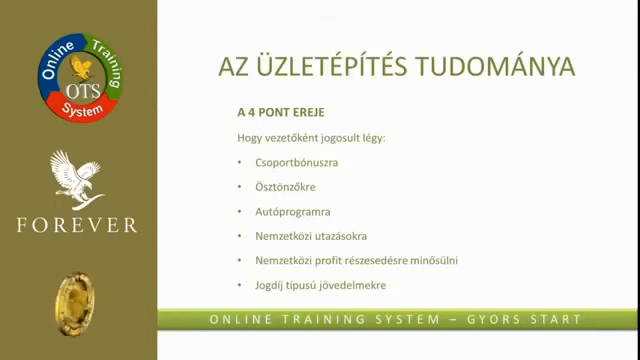 Online Training System
OTS
FOREVER
AZ ÜZLETÉPÍTÉS TUDOMÁNYA
A 4 PONT EREJE
Hogy vezetőként jogosult légy:
• Csoportbónuszra
• Ösztönzőkre
• Autóprogramra
• Nemzetközi utazásokra
• Nemzetközi profit részesedésre minősülni
• Jogdíj típusú jövedelmekre
ONLINE TRAINING SYSTEM – GYORS START